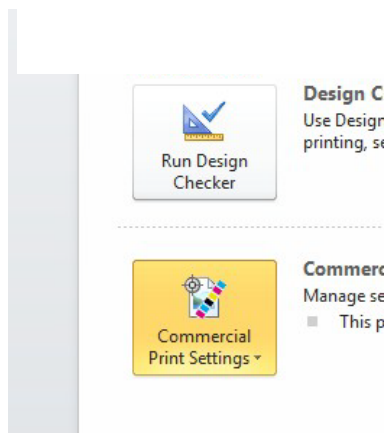 Design C
Use Design
printing, se
Run Design
Checker
Commerc
Manage se
This p
Commercial
Print Settings